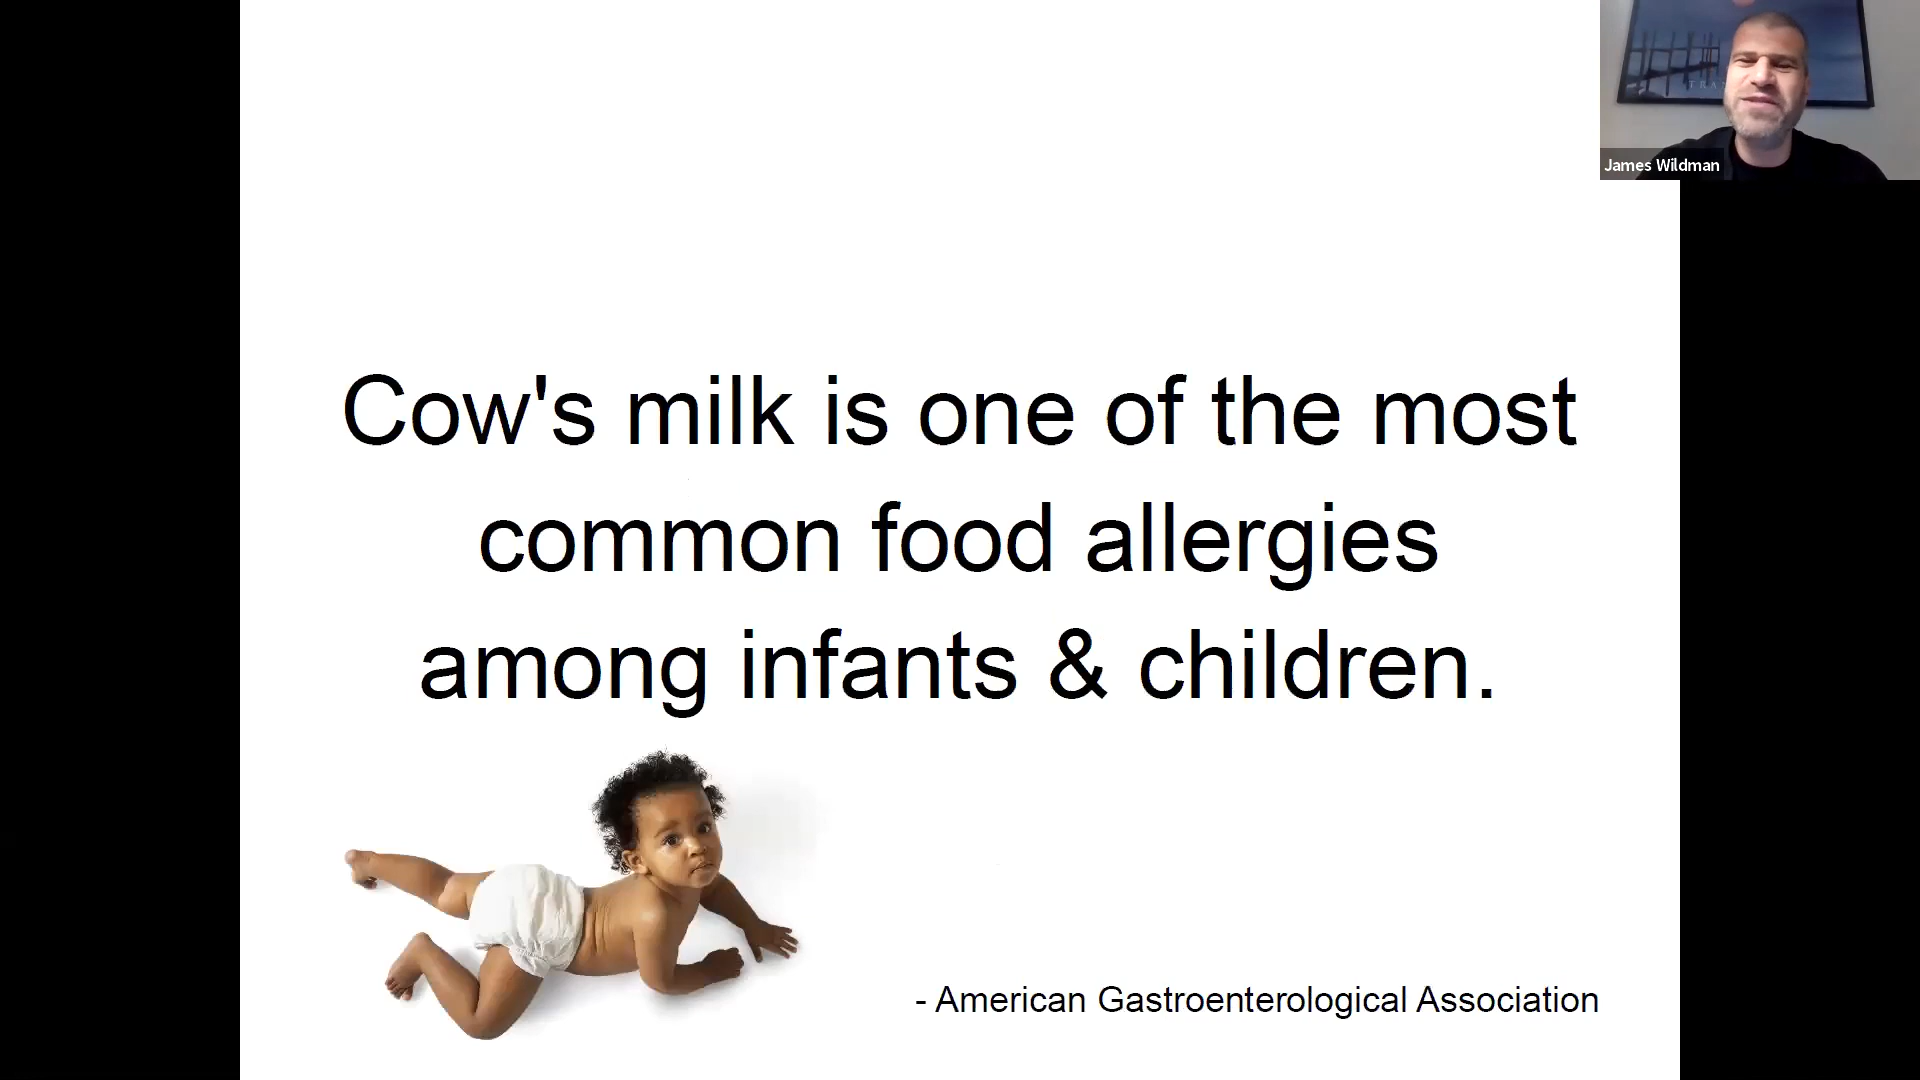 Cow's milk is one of the most
common food allergies
among infants & children.
- American Gastroenterological Association
James Wildman